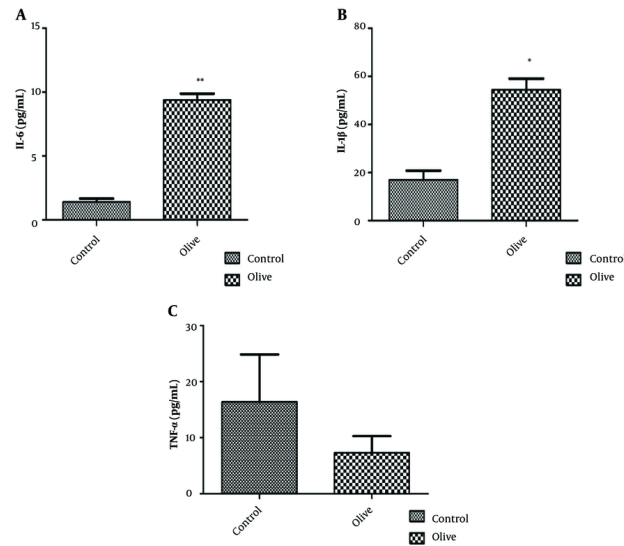 A
15
10
5
0
IL-6 (pg/mL)
**
Control
Olive
Control
Olive
B
80
60
40
20
0
IL-1β (pg/mL)
*
Control
Olive
Control
Olive
C
30
20
10
0
TNF-α (pg/mL)
Control
Olive
Control
Olive